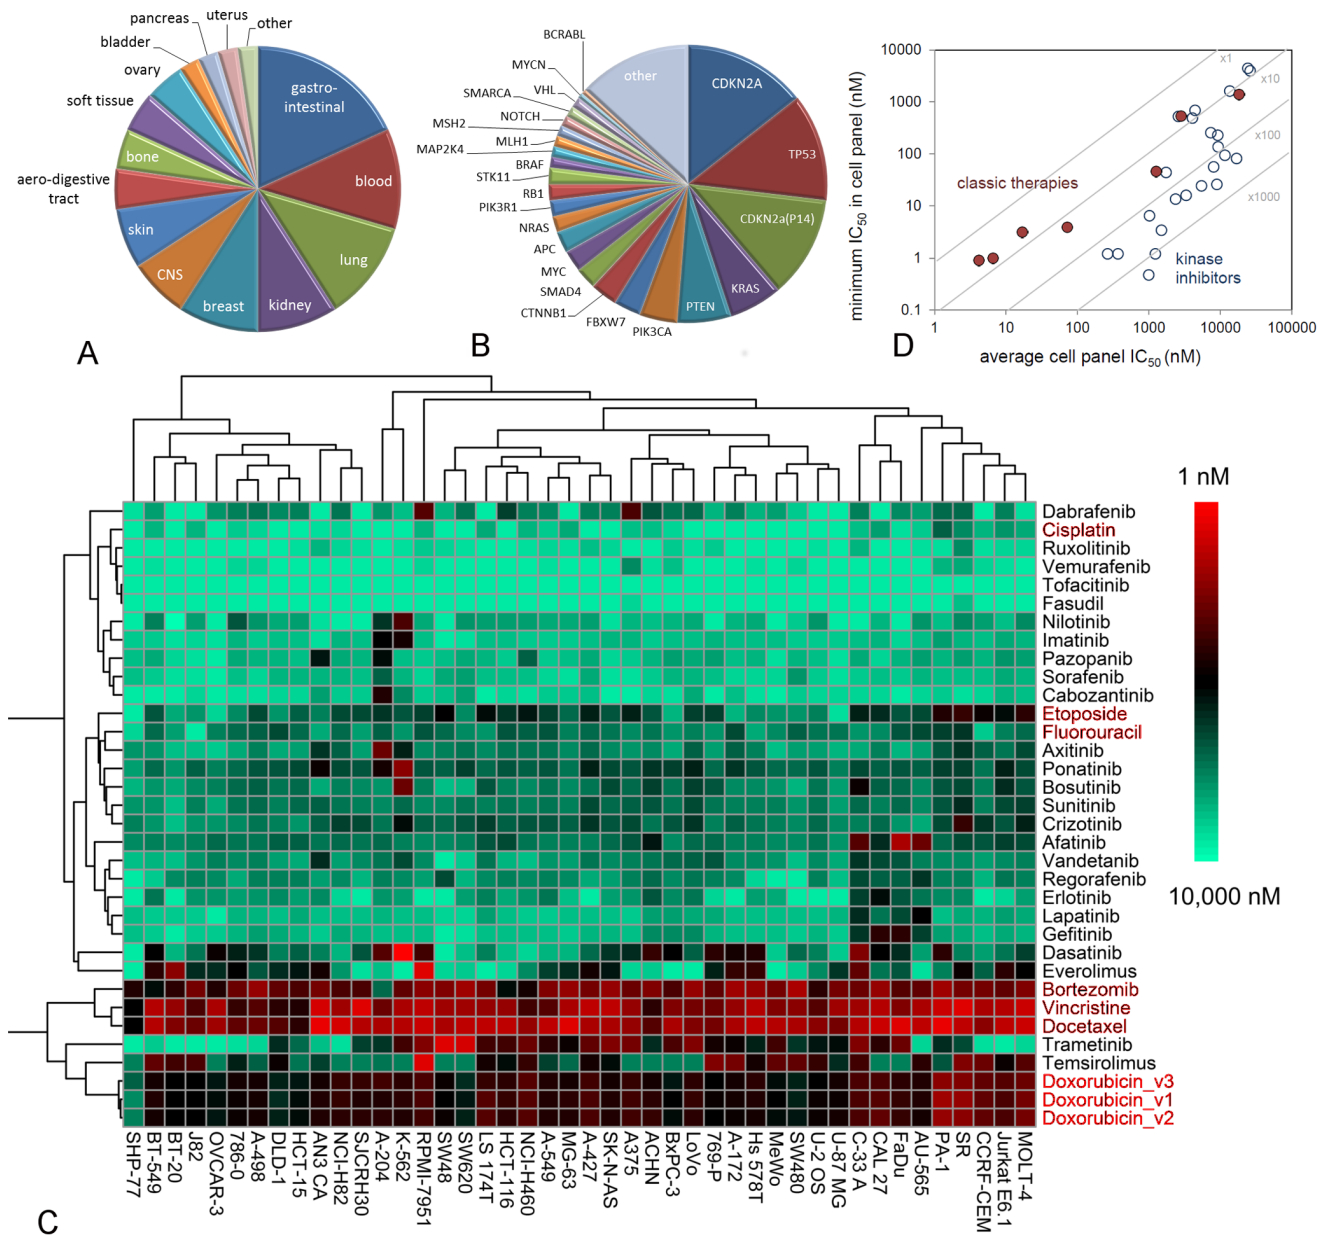 pancreas
uterus
other
bladder
ovary
soft tissue
bone
aero-digestive
tract
skin
CNS
breast
kidney
lung
blood
gastro-
intestinal
A
BCRABL
MYCN
VHL
SMARCA
NOTCH
MSH2
MLH1
MAP2K4
BRAF
STK11
RB1
PIK3R1
NRAS
APC
MYC
SMAD4
CTNNB1
FBXW7
PIK3CA
PTEN
KRAS
CDKN2a(P14)
TP53
CDKN2A
other
B
minimum IC50 in cell panel (nM)
10000
1000
100
10
1
0.1
x1
x10
x100
x1000
classic therapies
kinase
inhibitors
1
10
100
1000
10000
100000
average cell panel IC50 (nM)
D
1 nM
10,000 nM
Dabrafenib
Cisplatin
Ruxolitinib
Vemurafenib
Tofacitinib
Fasudil
Nilotinib
Imatinib
Pazopanib
Sorafenib
Cabozantinib
Etoposide
Fluorouracil
Axitinib
Ponatinib
Bosutinib
Sunitinib
Crizotinib
Afatinib
Vandetanib
Regorafenib
Erlotinib
Lapatinib
Gefitinib
Dasatinib
Everolimus
Bortezomib
Vincristine
Docetaxel
Trametinib
Temsirolimus
Doxorubicin_v3
Doxorubicin_v1
Doxorubicin_v2
SHP-77
BT-549
BT-20
J82
OVCAR-3
786-0
A-498
DLD-1
HCT-15
AN3 CA
NCI-H82
SJCRH30
A-204
K-562
RPMI-7951
SW48
SW620
LS 174T
HCT-116
NCI-H460
A-549
MG-63
A-427
SK-N-AS
A375
ACHN
BxPC-3
LoVo
769-P
A-172
Hs 578T
MeWo
SW480
U-2 OS
U-87 MG
C-33 A
CAL 27
FaDu
AU-565
PA-1
SR
CCRF-CEM
Jurkat E6.1
MOLT-4
C